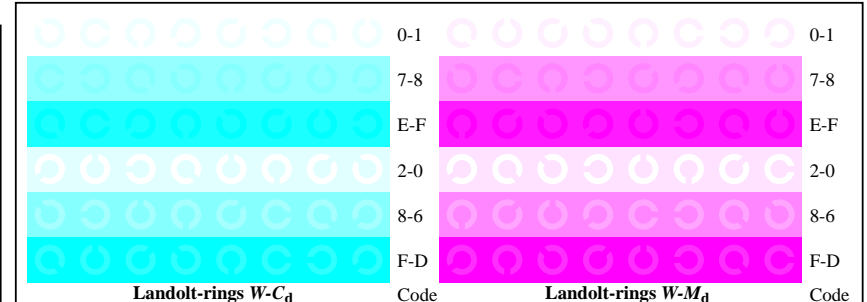 0-1 0-1
7-8 7-8
E-F E-F
2-0 2-0
8-6 8-6
F-D F-D
Landolt-rings W-Cd Code Landolt-rings W-Md Code